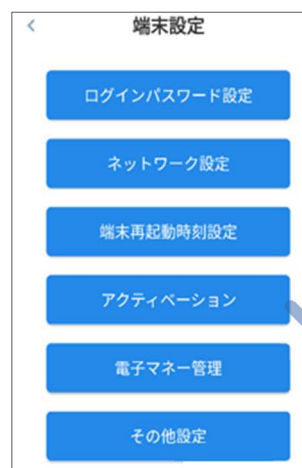 端末設定
ログインパスワード設定
ネットワーク設定
端末再起動時刻設定
アクティベーション
電子マネー管理
その他設定